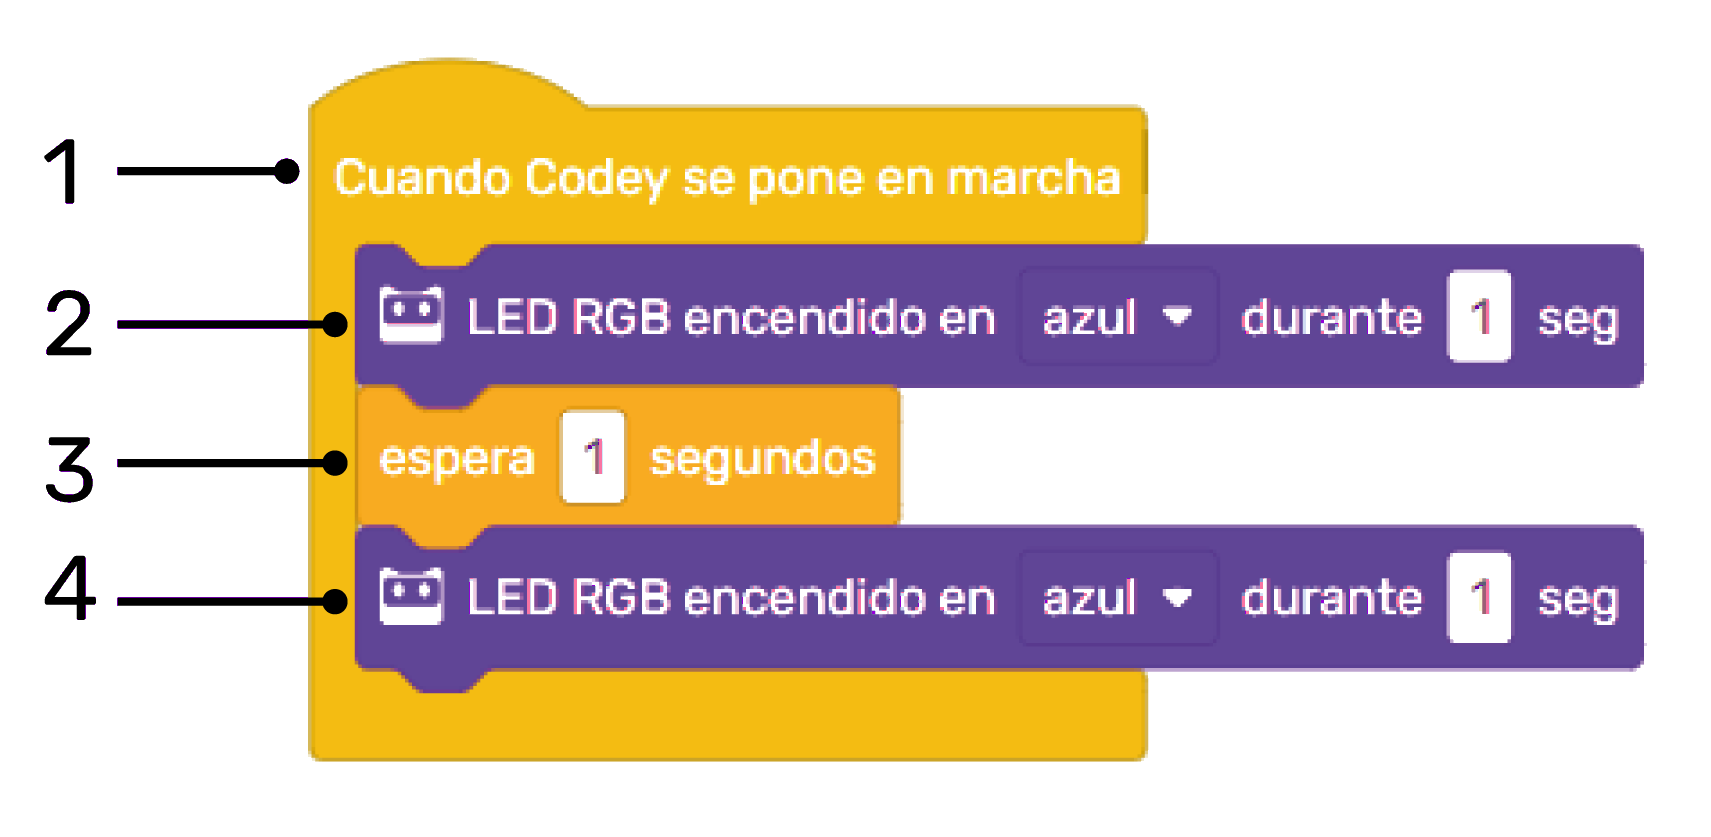 1 Cuando Codey se pone en marcha
2 LED RGB encendido en azul durante 1 seg
3 espera 1 segundos
4 LED RGB encendido en azul durante 1 seg